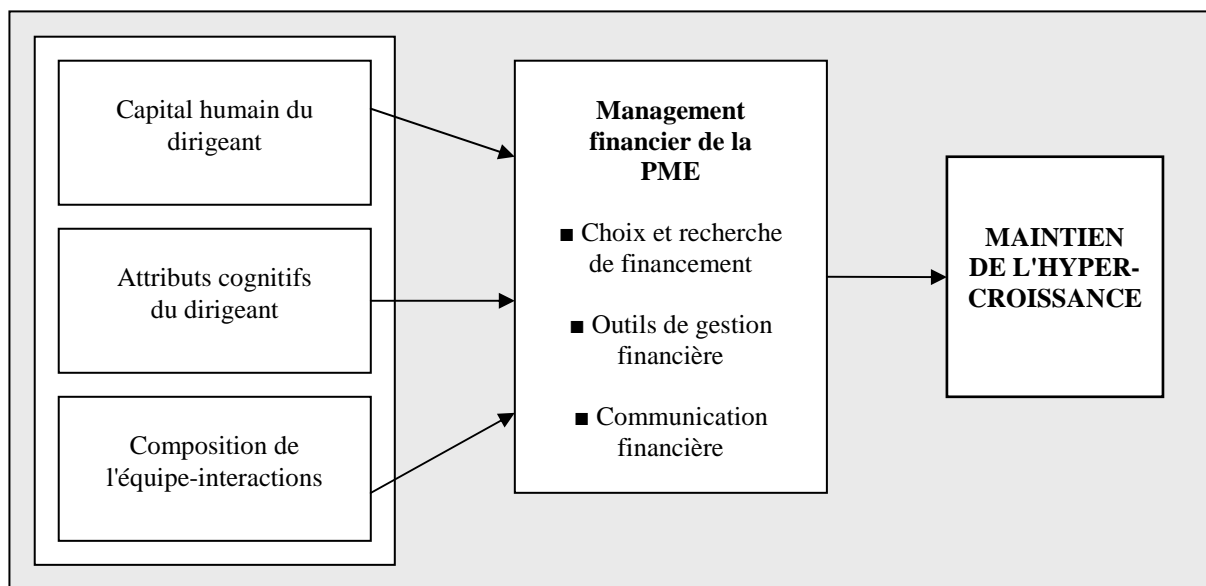 Capital humain du
dirigeant
Attributs cognitifs
du dirigeant
Composition de
l'équipe-interactions
Management
financier de la
PME
■ Choix et recherche
de financement
■ Outils de gestion
financière
■ Communication
financière
MAINTIEN
DE L'HYPER-
CROISSANCE